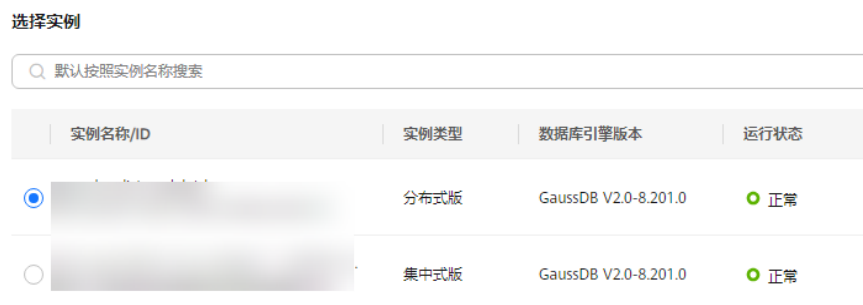 选择实例
默认按照实例名称搜索
实例名称/ID 实例类型 数据库引擎版本 运行状态
分布式版 GaussDB V2.0-8.201.0 正常
集中式版 GaussDB V2.0-8.201.0 正常